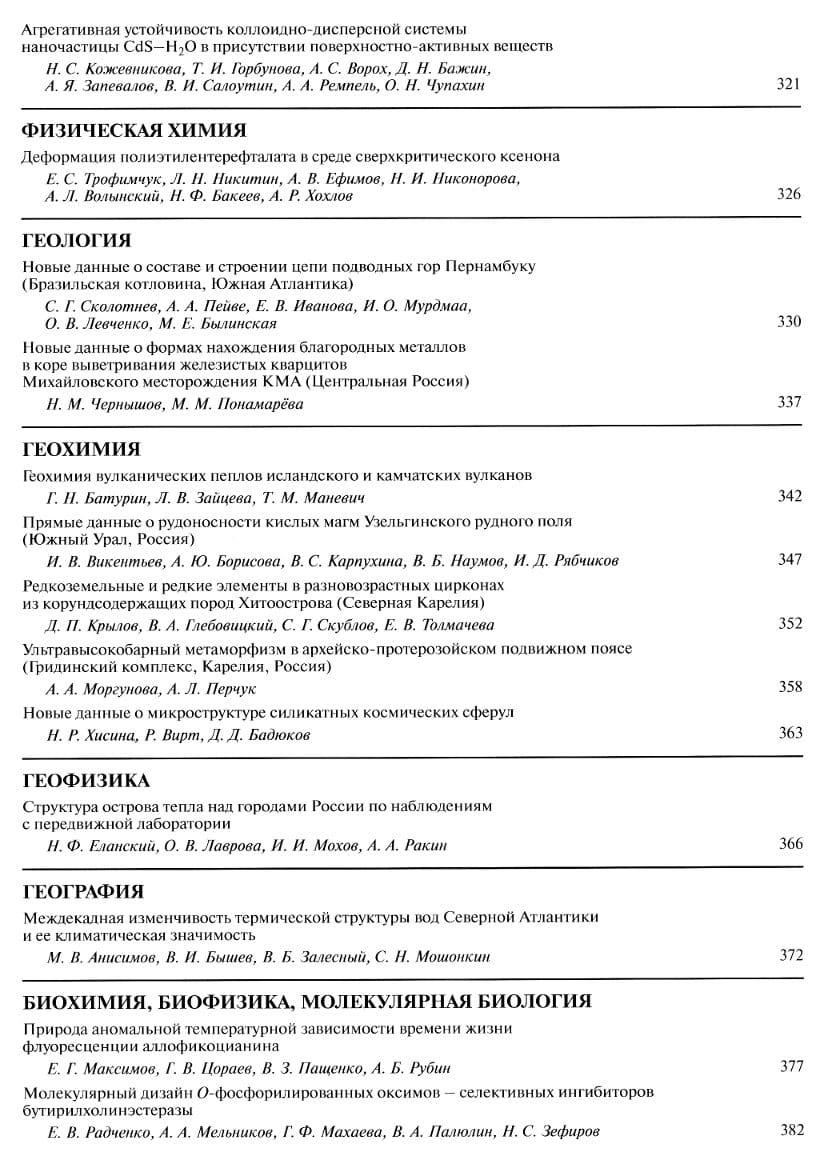 Агрегативная устойчивость коллоидно-дисперсной системы
наночастицы CdS–H₂O в присутствии поверхностно-активных веществ
Н. С. Кожевникова, Т. И. Горбунова, А. С. Ворох, Д. Н. Бажин,
А. Я. Запевалов, В. И. Салоутин, А. А. Ремпель, О. Н. Чупахин 321
ФИЗИЧЕСКАЯ ХИМИЯ
Деформация полиэтилентерефталата в среде сверхкритического ксенона
Е. С. Трофимчук, Л. Н. Никитин, А. В. Ефимов, Н. И. Никонорова,
А. Л. Волынский, Н. Ф. Бакеев, А. Р. Хохлов 326
ГЕОЛОГИЯ
Новые данные о составе и строении цепи подводных гор Пернамбуку
(Бразильская котловина, Южная Атлантика)
С. Г. Сколотнев, А. А. Пейве, Е. В. Иванова, И. О. Мурдмаа,
О. В. Левченко, М. Е. Былинская 330
Новые данные о формах нахождения благородных металлов
в коре выветривания железистых кварцитов
Михайловского месторождения КМА (Центральная Россия)
Н. М. Чернышов, М. М. Понамарёва 337
ГЕОХИМИЯ
Геохимия вулканических пеплов исландского и камчатских вулканов
Г. Н. Батурин, Л. В. Зайцева, Т. М. Маневич 342
Прямые данные о рудоносности кислых магм Узельгинского рудного поля
(Южный Урал, Россия)
И. В. Викентьев, А. Ю. Борисова, В. С. Карпухина, В. Б. Наумов, И. Д. Рябчиков 347
Редкоземельные и редкие элементы в разновозрастных цирконах
из корундсодержащих пород Хитоострова (Северная Карелия)
Д. П. Крылов, В. А. Глебовицкий, С. Г. Скублов, Е. В. Толмачева 352
Ультравысокобарный метаморфизм в архейско-протерозойском подвижном поясе
(Гридинский комплекс, Карелия, Россия)
А. А. Моргунова, А. Л. Перчук 358
Новые данные о микроструктуре силикатных космических сферул
Н. Р. Хисина, Р. Вирт, Д. Д. Бадюков 363
ГЕОФИЗИКА
Структура острова тепла над городами России по наблюдениям
с передвижной лаборатории
Н. Ф. Еланский, О. В. Лаврова, И. И. Мохов, А. А. Ракин 366
ГЕОГРАФИЯ
Междекадная изменчивость термической структуры вод Северной Атлантики
и ее климатическая значимость
М. В. Анисимов, В. И. Бышев, В. Б. Залесный, С. Н. Мошонкин 372
БИОХИМИЯ, БИОФИЗИКА, МОЛЕКУЛЯРНАЯ БИОЛОГИЯ
Природа аномальной температурной зависимости времени жизни
флуоресценции аллофикоцианина
Е. Г. Максимов, Г. В. Цораев, В. З. Пащенко, А. Б. Рубин 377
Молекулярный дизайн О-фосфорилированных оксимов – селективных ингибиторов
бутирилхолинэстеразы
Е. В. Радченко, А. А. Мельников, Г. Ф. Махаева, В. А. Палюлин, Н. С. Зефиров 382